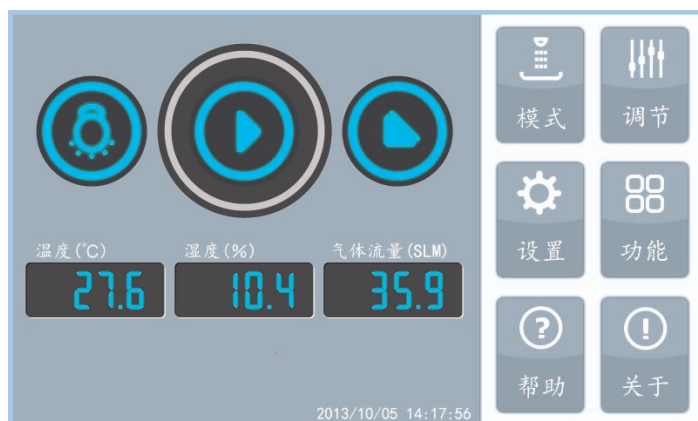 温度(°C)
湿度(%)
气体流量(SLM)
27.6
10.4
35.9
2013/10/05 14:17:56
模式
调节
设置
功能
帮助
关于